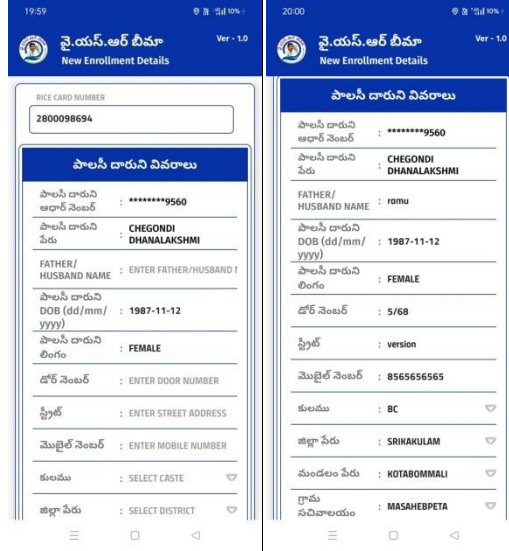 19:59
10%
వై.యస్.ఆర్ బీమా
Ver - 1.0
New Enrollment Details
RICE CARD NUMBER
2800098694
పాలసీ దారుని వివరాలు
పాలసీ దారుని
ఆధార్ నెంబర్ : ********9560
పాలసీ దారుని
పేరు : CHEGONDI
DHANALAKSHMI
FATHER/
HUSBAND NAME : ENTER FATHER/HUSBAND N
పాలసీ దారుని
DOB (dd/mm/ : 1987-11-12
yyyy)
పాలసీ దారుని
లింగం : FEMALE
డోర్ నెంబర్ : ENTER DOOR NUMBER
స్ట్రీట్ : ENTER STREET ADDRESS
మొబైల్ నెంబర్ : ENTER MOBILE NUMBER
కులము : SELECT CASTE
జిల్లా పేరు : SELECT DISTRICT
20:00
10%
వై.యస్.ఆర్ బీమా
Ver - 1.0
New Enrollment Details
పాలసీ దారుని వివరాలు
పాలసీ దారుని
ఆధార్ నెంబర్ : ********9560
పాలసీ దారుని
పేరు : CHEGONDI
DHANALAKSHMI
FATHER/
HUSBAND NAME : ramu
పాలసీ దారుని
DOB (dd/mm/ : 1987-11-12
yyyy)
పాలసీ దారుని
లింగం : FEMALE
డోర్ నెంబర్ : 5/68
స్ట్రీట్ : version
మొబైల్ నెంబర్ : 8565656565
కులము : BC
జిల్లా పేరు : SRIKAKULAM
మండలం పేరు : KOTABOMMALI
గ్రామ
సచివాలయం : MASAHEBPETA